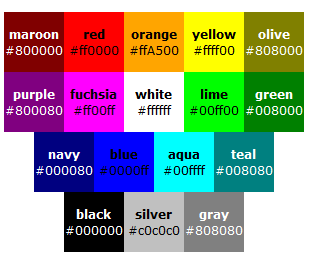 maroon red orange yellow olive
#800000 #ff0000 #ffA500 #ffff00 #808000
purple fuchsia white lime green
#800080 #ff00ff #ffffff #00ff00 #008000
navy blue aqua teal
#000080 #0000ff #00ffff #008080
black silver gray
#000000 #c0c0c0 #808080